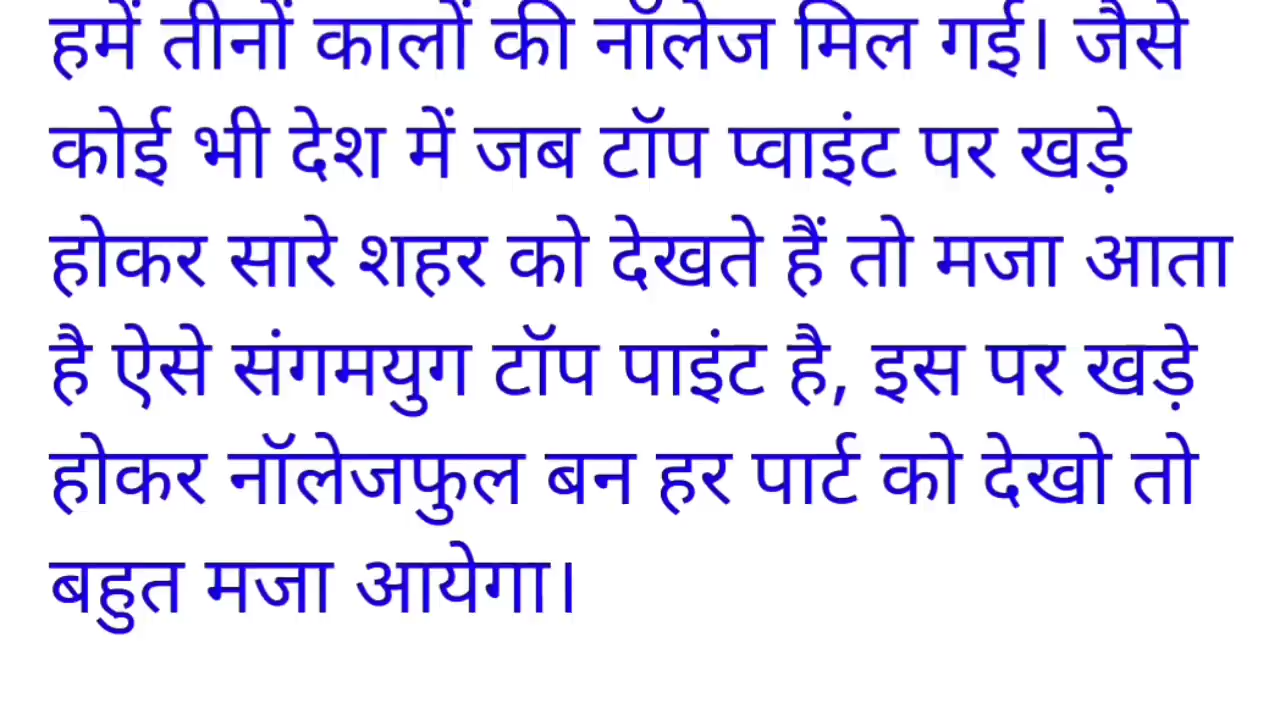 हमें तीनों कालों की नॉलेज मिल गई। जैसे
कोई भी देश में जब टॉप प्वाइंट पर खड़े
होकर सारे शहर को देखते हैं तो मजा आता
है ऐसे संगमयुग टॉप पाइंट है, इस पर खड़े
होकर नॉलेजफुल बन हर पार्ट को देखो तो
बहुत मजा आयेगा।